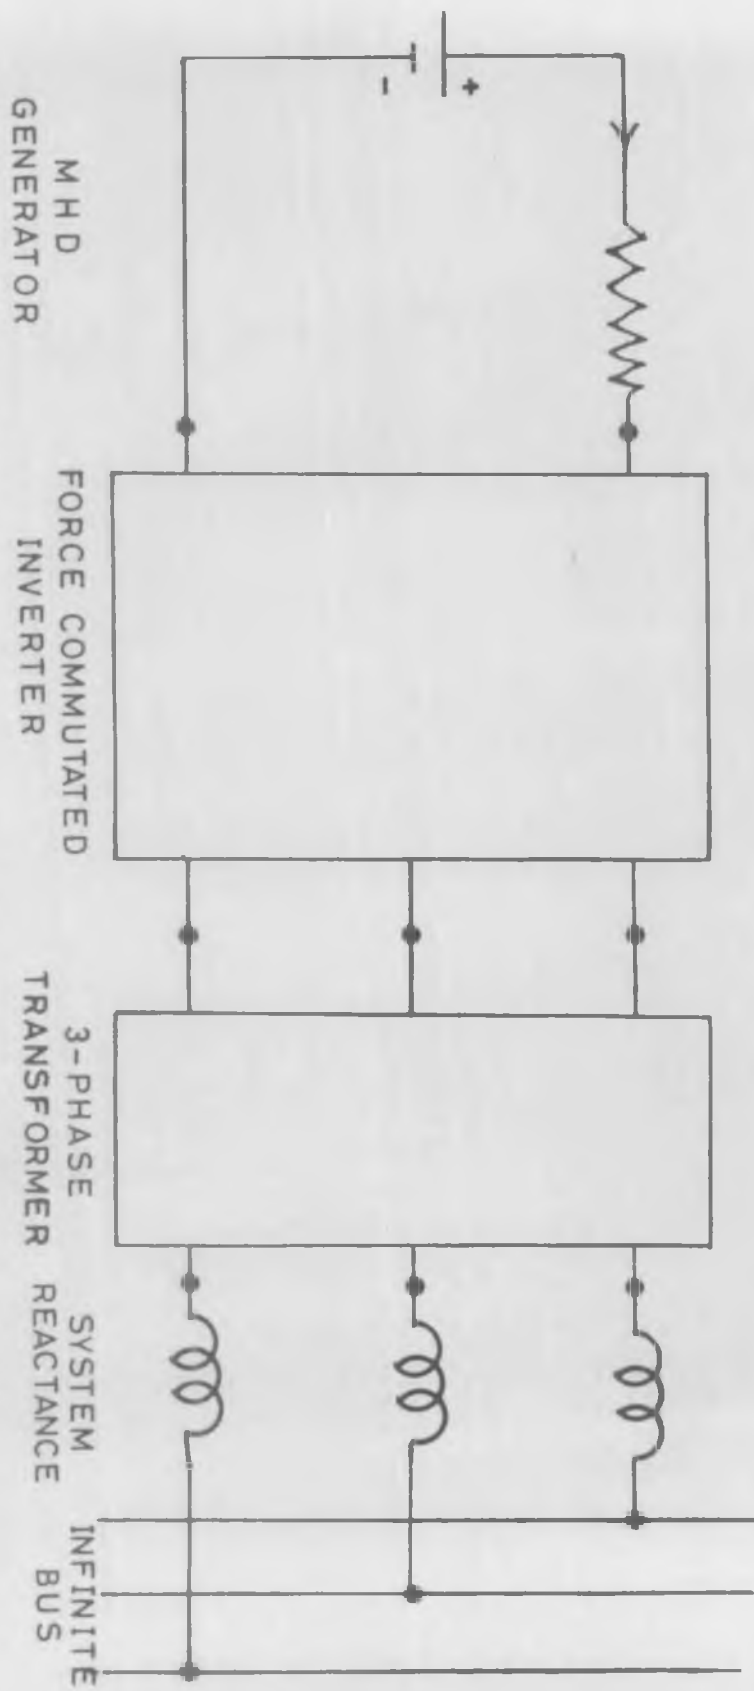 +
-
MHD
GENERATOR
FORCE COMMUTATED
INVERTER
3-PHASE
TRANSFORMER
SYSTEM
REACTANCE
INFINITE
BUS